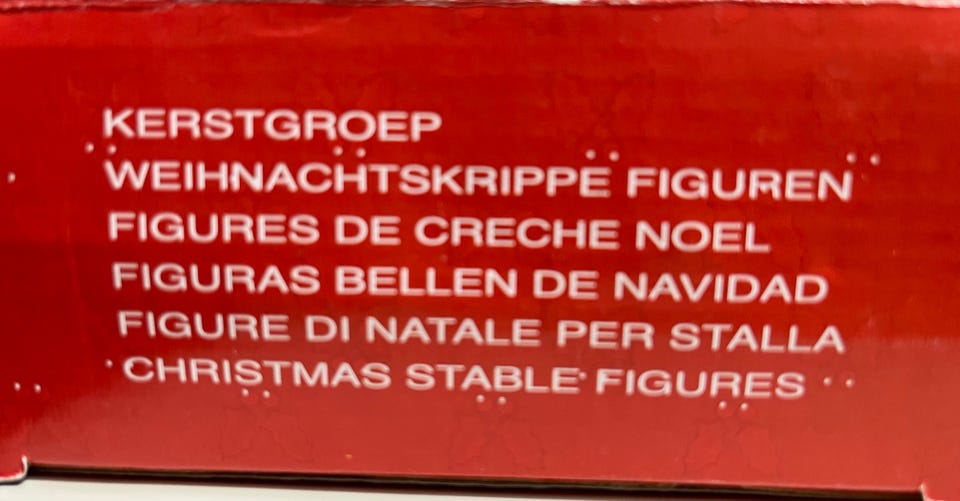 KERSTGROEP
WEIHNACHTSKRIPPE FIGUREN
FIGURES DE CRECHE NOEL
FIGURAS BELLEN DE NAVIDAD
FIGURE DI NATALE PER STALLA
CHRISTMAS STABLE FIGURES